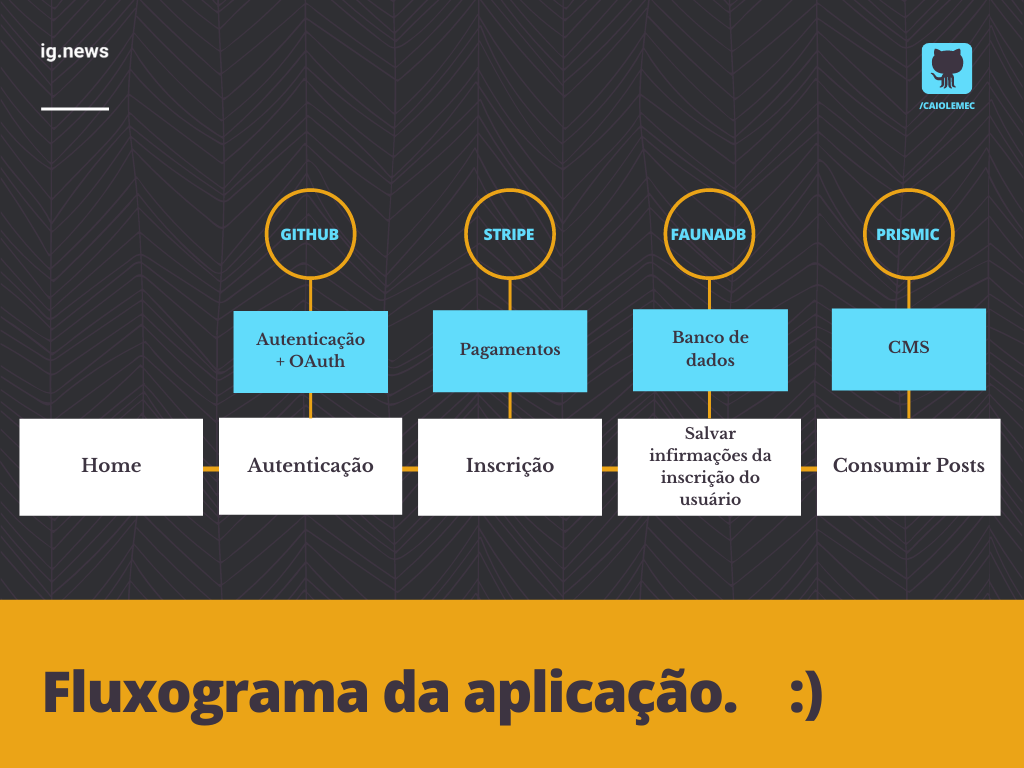 ig.news
/CAIOLEMEC
GITHUB
STRIPE
FAUNADB
PRISMIC
Autenticação
+ OAuth
Pagamentos
Banco de
dados
CMS
Home
Autenticação
Inscrição
Salvar
infirmações da
inscrição do
usuário
Consumir Posts
Fluxograma da aplicação. :)